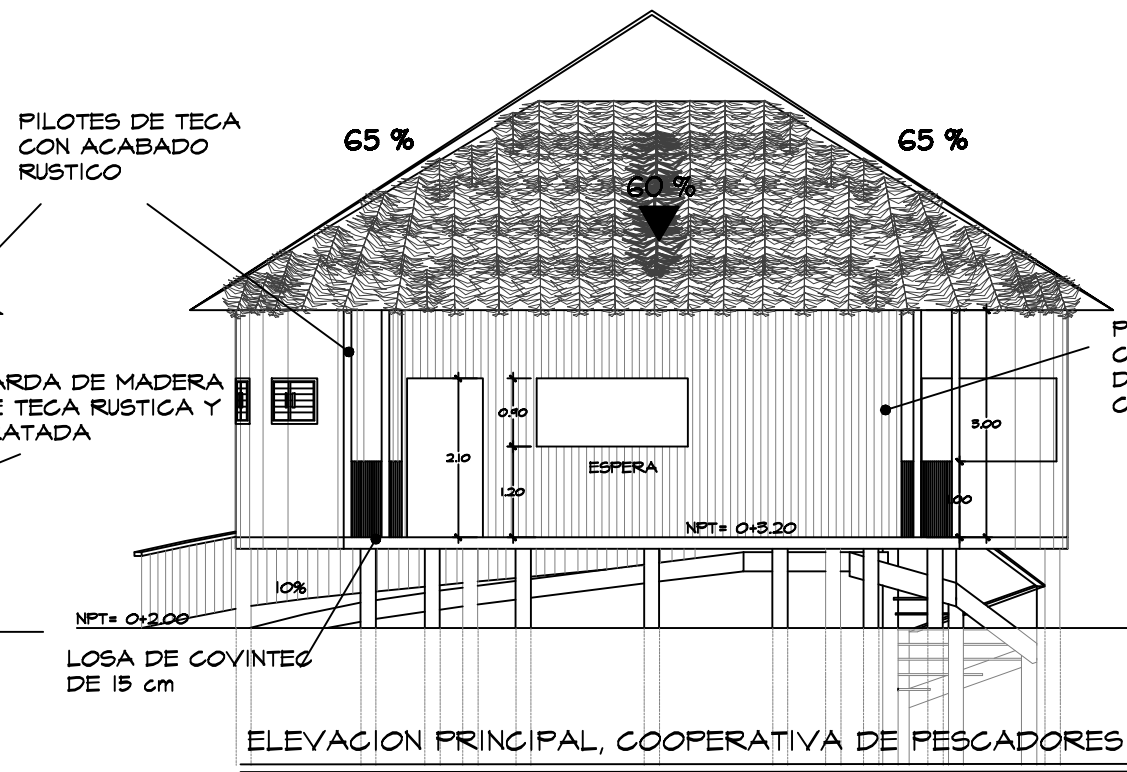 PILOTES DE TECA
CON ACABADO
RUSTICO
65 %
65 %
60 %
ARDA DE MADERA
E TECA RUSTICA Y
RATADA
P
C
D
C
0.90
2.10
1.20
3.00
.00
ESPERA
NPT= 0+3.20
10%
NPT= 0+2.00
LOSA DE COVINTEC
DE 15 cm
ELEVACION PRINCIPAL, COOPERATIVA DE PESCADORES